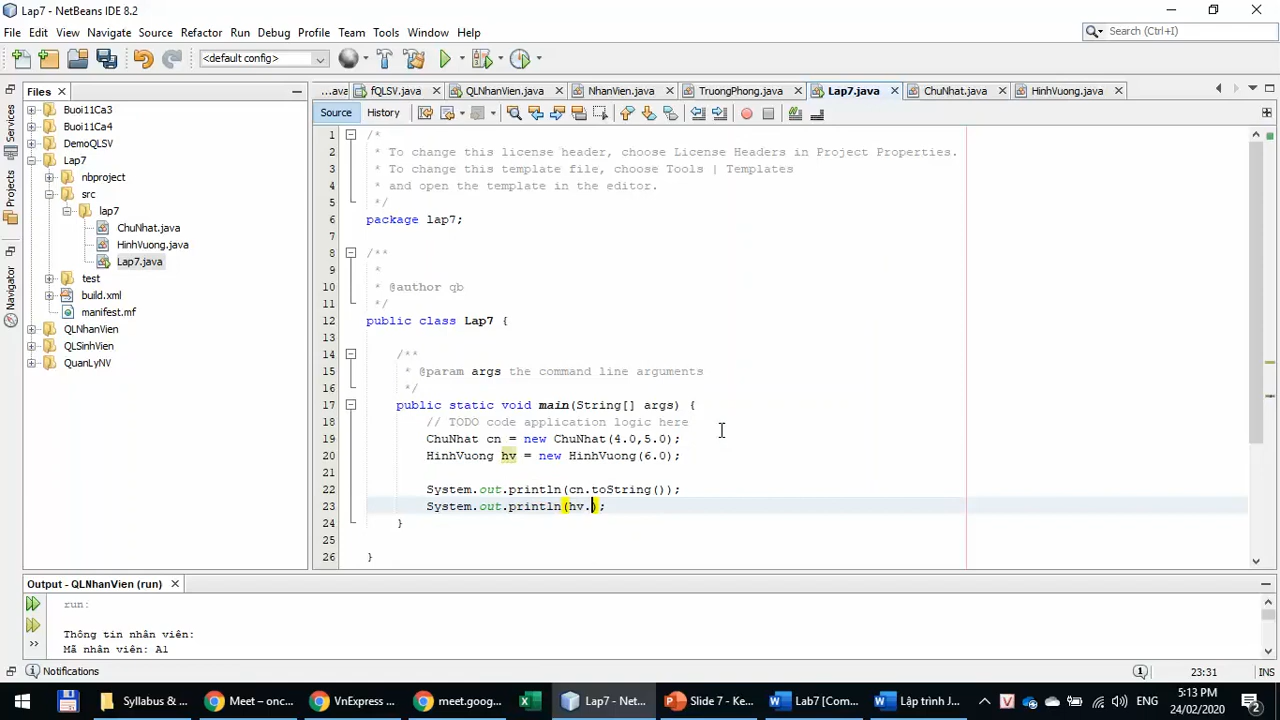 Lap7 - NetBeans IDE 8.2
File Edit View Navigate Source Refactor Run Debug Profile Team Tools Window Help
Search (Ctrl+I)
<default config>
Files
...ava fQLSV.java QLNhanVien.java NhanVien.java TruongPhong.java Lap7.java ChuNhat.java HinhVuong.java
Source History
Services
Projects
Navigator
Buoi11Ca3
Buoi11Ca4
DemoQLSV
Lap7
nbproject
src
lap7
ChuNhat.java
HinhVuong.java
Lap7.java
test
build.xml
manifest.mf
QLNhanVien
QLSinhVien
QuanLyNV
1 /*
2 * To change this license header, choose License Headers in Project Properties.
3 * To change this template file, choose Tools | Templates
4 * and open the template in the editor.
5 */
6 package lap7;
7
8 /**
9 *
10 * @author qb
11 */
12 public class Lap7 {
13
14 /**
15 * @param args the command line arguments
16 */
17 public static void main(String[] args) {
18 // TODO code application logic here
19 ChuNhat cn = new ChuNhat(4.0,5.0);
20 HinhVuong hv = new HinhVuong(6.0);
21
22 System.out.println(cn.toString());
23 System.out.println(hv.);
24 }
25
26 }
Output - QLNhanVien (run)
run:
Thông tin nhân viên:
Mã nhân viên: A1
Notifications
1
23:31
INS
Syllabus & ...
Meet – onc...
VnExpress ...
meet.goog...
Lap7 - Net...
Slide 7 - Ke...
Lab7 [Com...
Lập trình J...
ENG
5:13 PM
24/02/2020
2